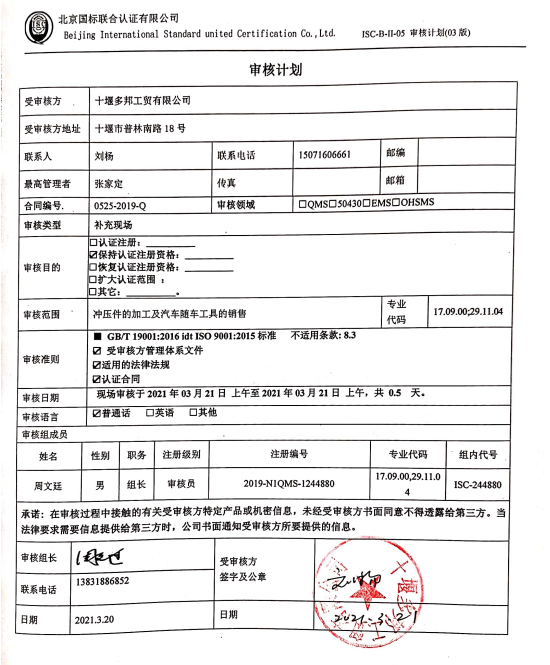 北京国标联合认证有限公司
Beijing International Standard united Certification Co.,Ltd. ISC-B-II-05 审核计划(03 版)
审核计划
受审核方 十堰多邦工贸有限公司
受审核方地址 十堰市普林南路 18 号
联系人 刘杨 联系电话 15071606661 邮编
最高管理者 张家定 传真 邮箱
合同编号. 0525-2019-Q 审核领域 □QMS□50430□EMS□OHSMS
审核类型 补充现场
审核目的
□认证注册：
☑保持认证注册资格：
□恢复认证注册资格：
□扩大认证范围：
□其它： 。
审核范围 冲压件的加工及汽车随车工具的销售 专业代码 17.09.00;29.11.04
审核准则
■ GB/T 19001:2016 idt ISO 9001:2015 标准 不适用条款: 8.3
☑ 受审核方管理体系文件
☑适用的法律法规
☑认证合同
审核日期 现场审核于 2021 年 03 月 21 日 上午至 2021 年 03 月 21 日 上午，共 0.5 天。
审核语言 ☑普通话 □英语 □其他
审核组成员
姓名 性别 职务 注册级别 注册编号 专业代码 组内代号
周文廷 男 组长 审核员 2019-N1QMS-1244880 17.09.00,29.11.04 ISC-244880
承诺：在审核过程中接触的有关受审核方特定产品或机密信息，未经受审核方书面同意不得透露给第三方。当
法律要求需要信息提供给第三方时，公司书面通知受审核方所要提供的信息。
审核组长 受审核方
签字及公章
联系电话 13831886852
日期 2021.3.20 日期 2021.3.21